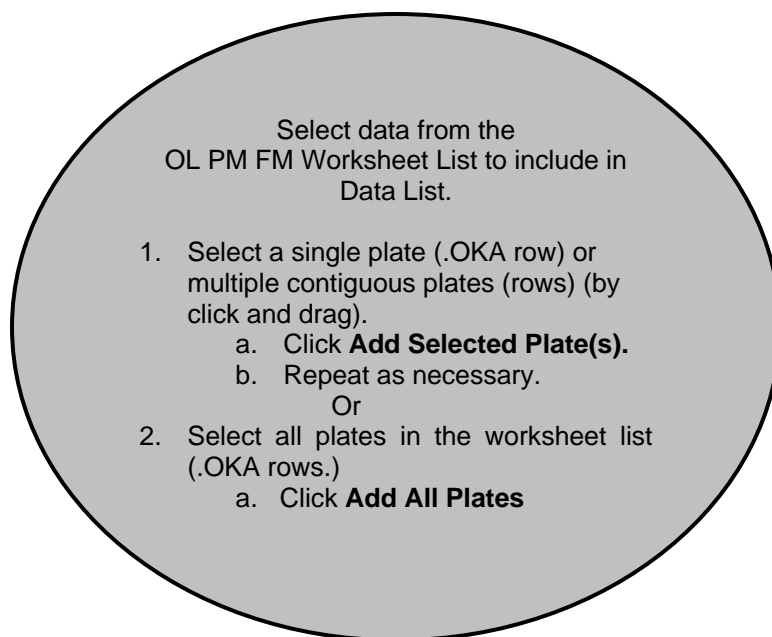 Select data from the
OL PM FM Worksheet List to include in
Data List.
1. Select a single plate (.OKA row) or
multiple contiguous plates (rows) (by
click and drag).
a. Click Add Selected Plate(s).
b. Repeat as necessary.
Or
2. Select all plates in the worksheet list
(.OKA rows.)
a. Click Add All Plates